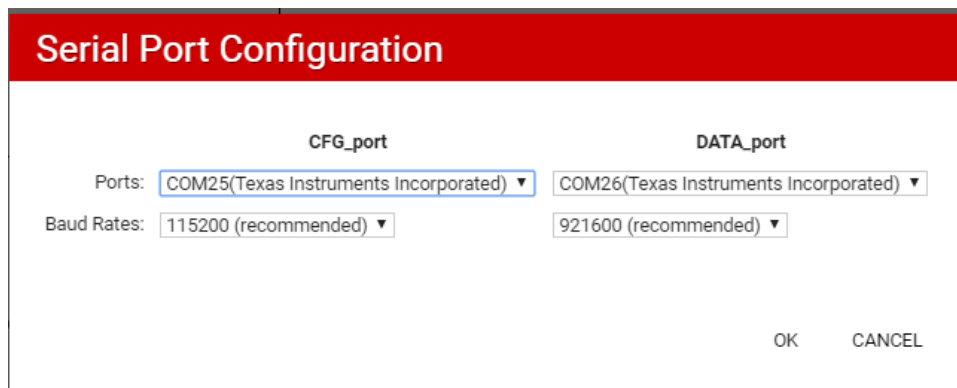 Serial Port Configuration
CFG_port DATA_port
Ports: COM25(Texas Instruments Incorporated) COM26(Texas Instruments Incorporated)
Baud Rates: 115200 (recommended) 921600 (recommended)
OK CANCEL